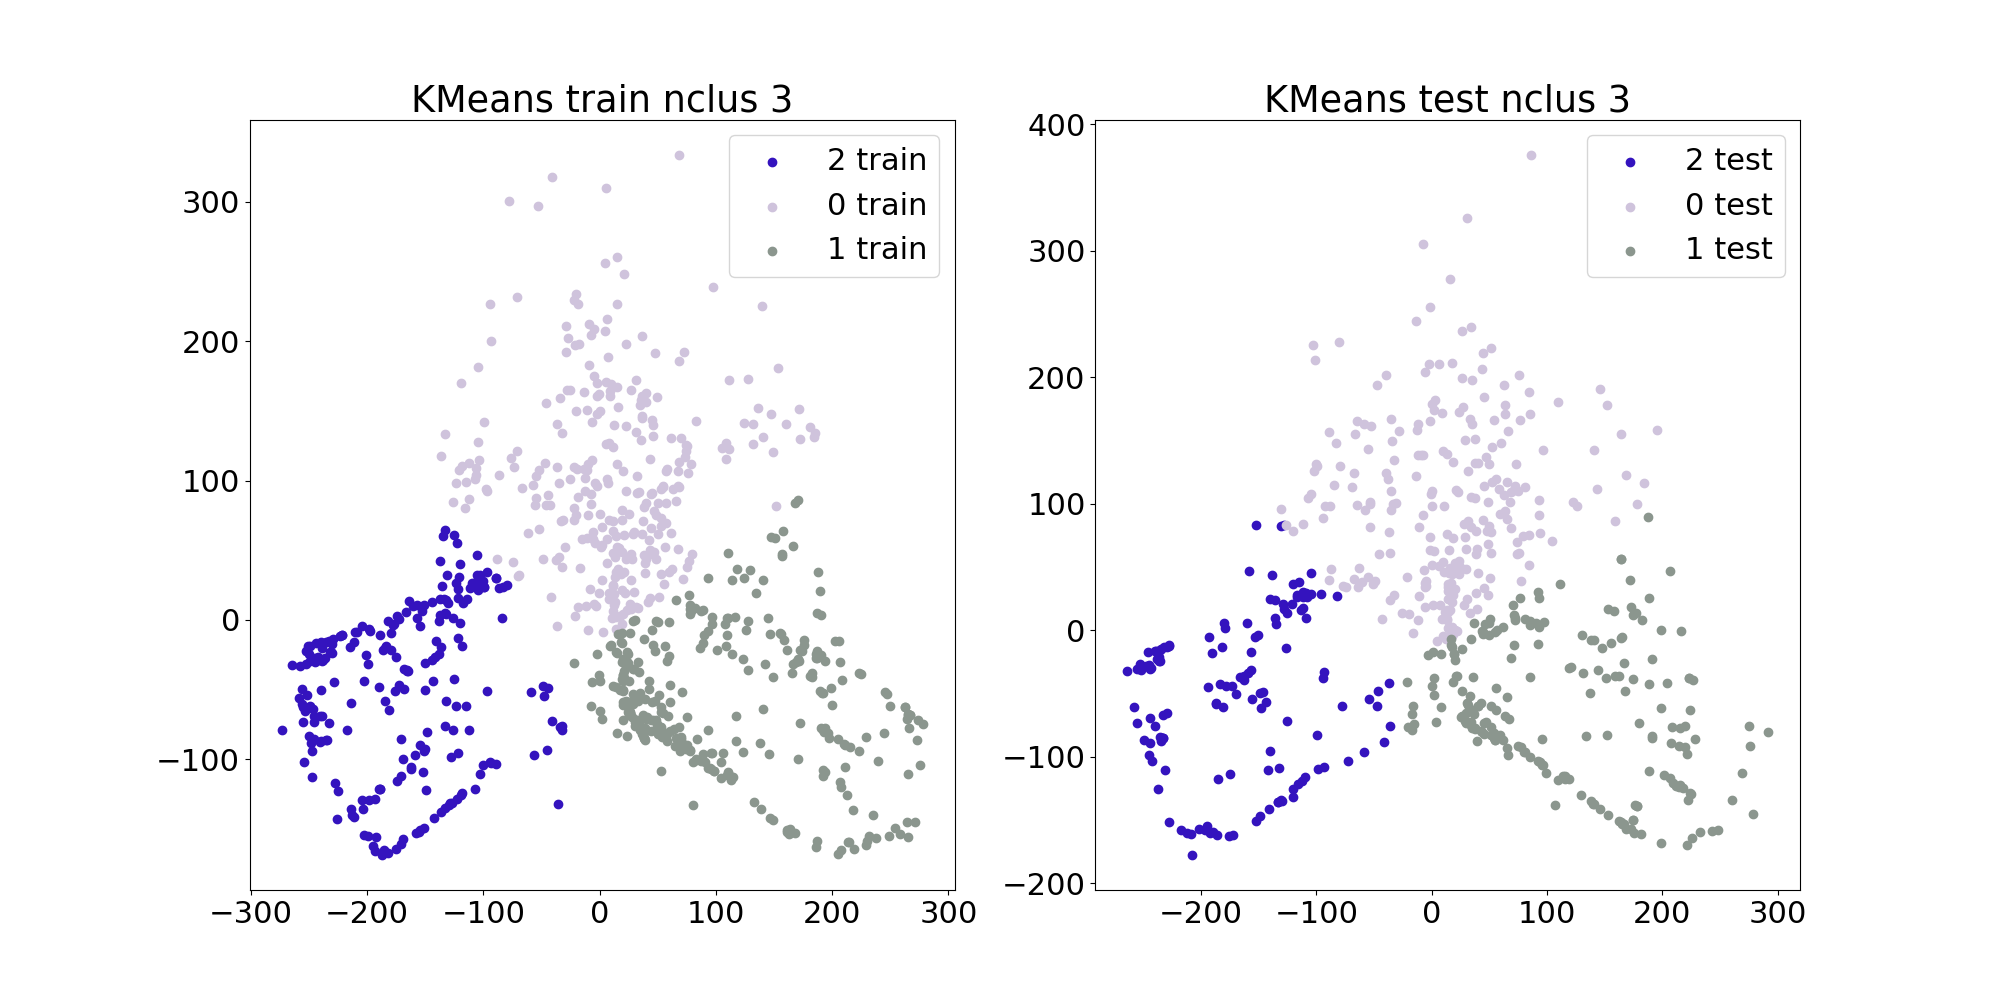 KMeans train nclus 3
300
200
100
0
−100
−300 −200 −100 0 100 200 300
2 train
0 train
1 train
KMeans test nclus 3
400
300
200
100
0
−100
−200
−200 −100 0 100 200 300
2 test
0 test
1 test